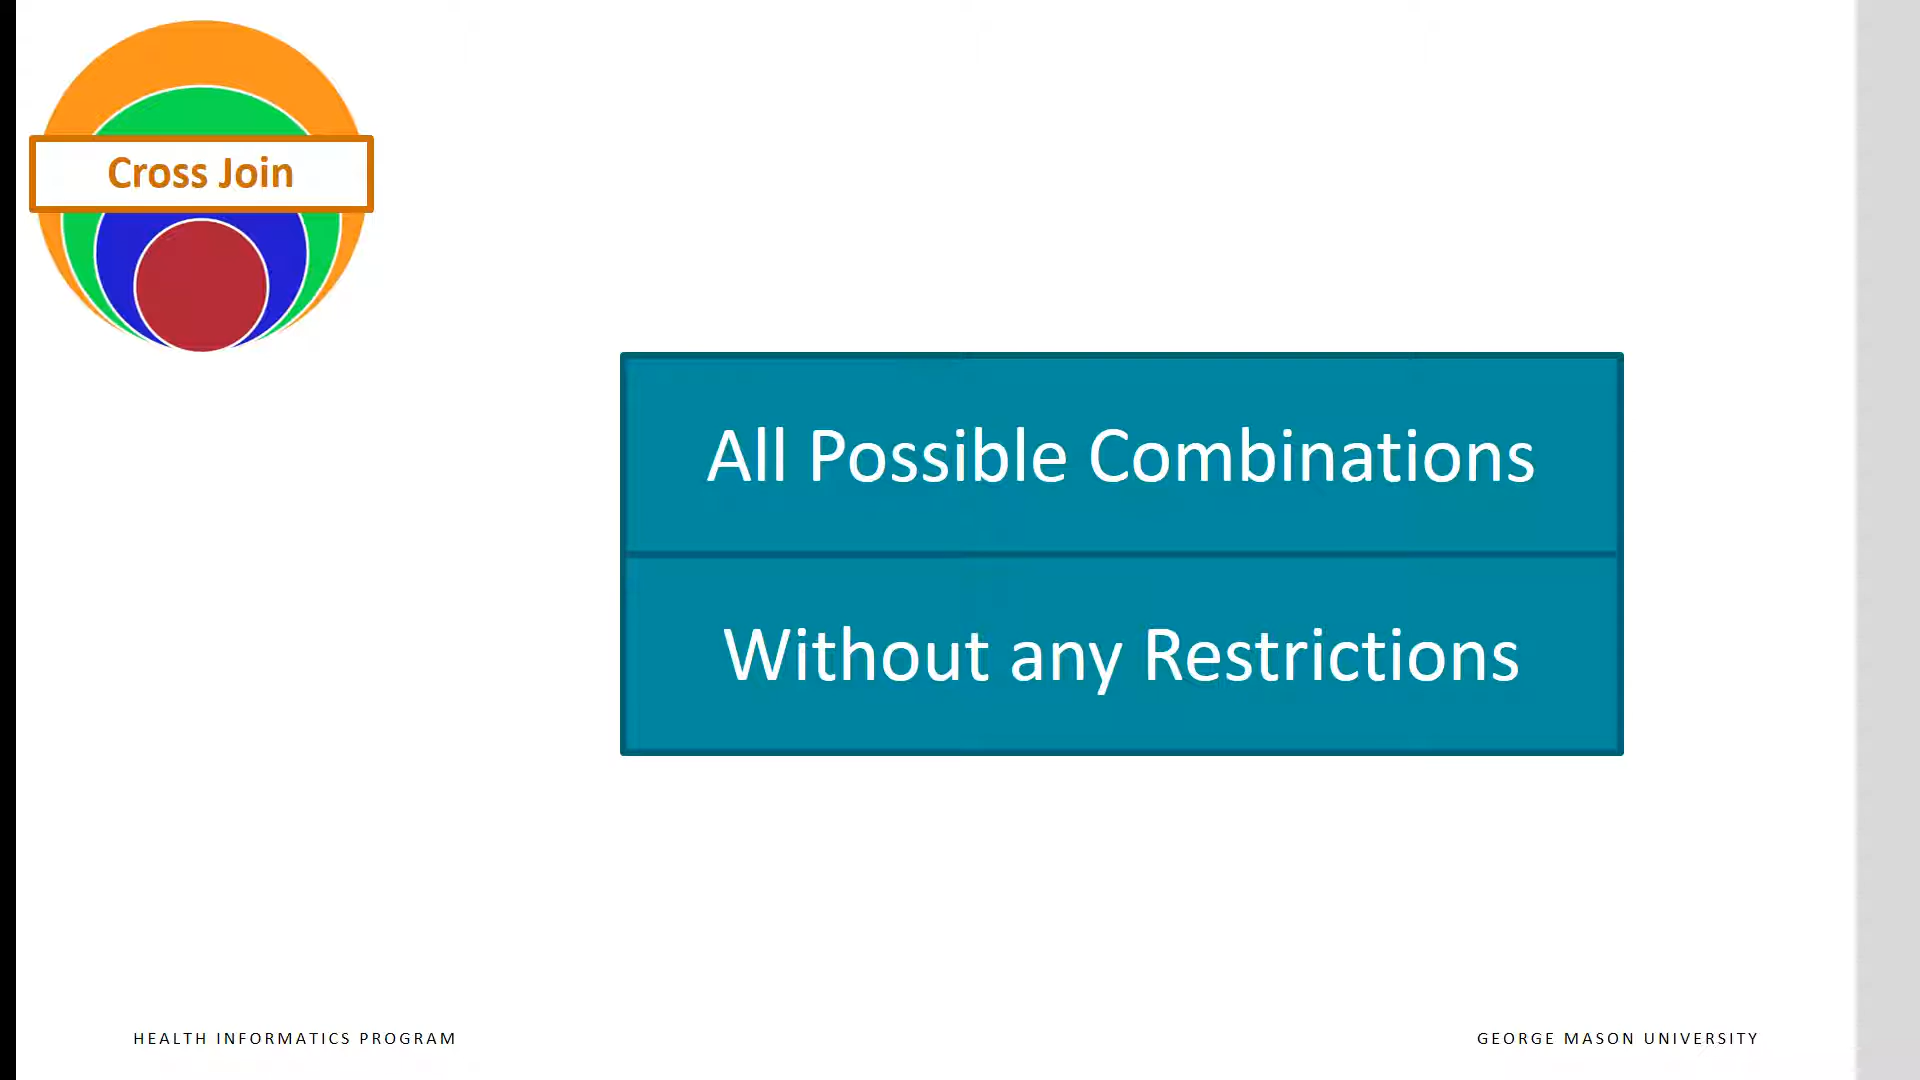 Cross Join
All Possible Combinations
Without any Restrictions
HEALTH INFORMATICS PROGRAM
GEORGE MASON UNIVERSITY